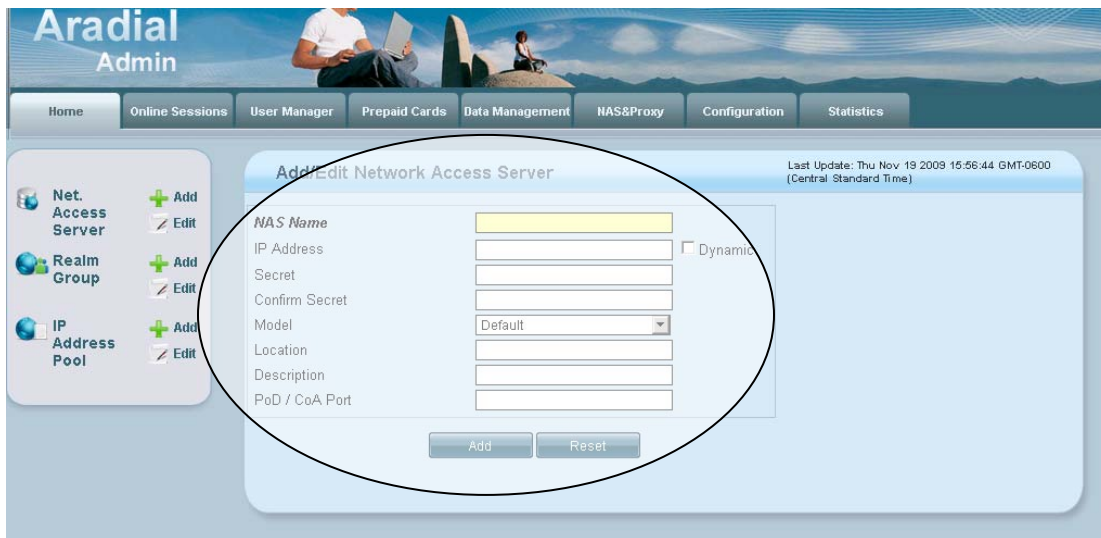 Aradial
Admin
Home Online Sessions User Manager Prepaid Cards Data Management NAS&Proxy Configuration Statistics
Add/Edit Network Access Server
Last Update: Thu Nov 19 2009 15:56:44 GMT-0600
(Central Standard Time)
Net.
Access
Server
Add
Edit
Realm
Group
Add
Edit
IP
Address
Pool
Add
Edit
NAS Name
IP Address Dynamic
Secret
Confirm Secret
Model Default
Location
Description
PoD / CoA Port
Add Reset